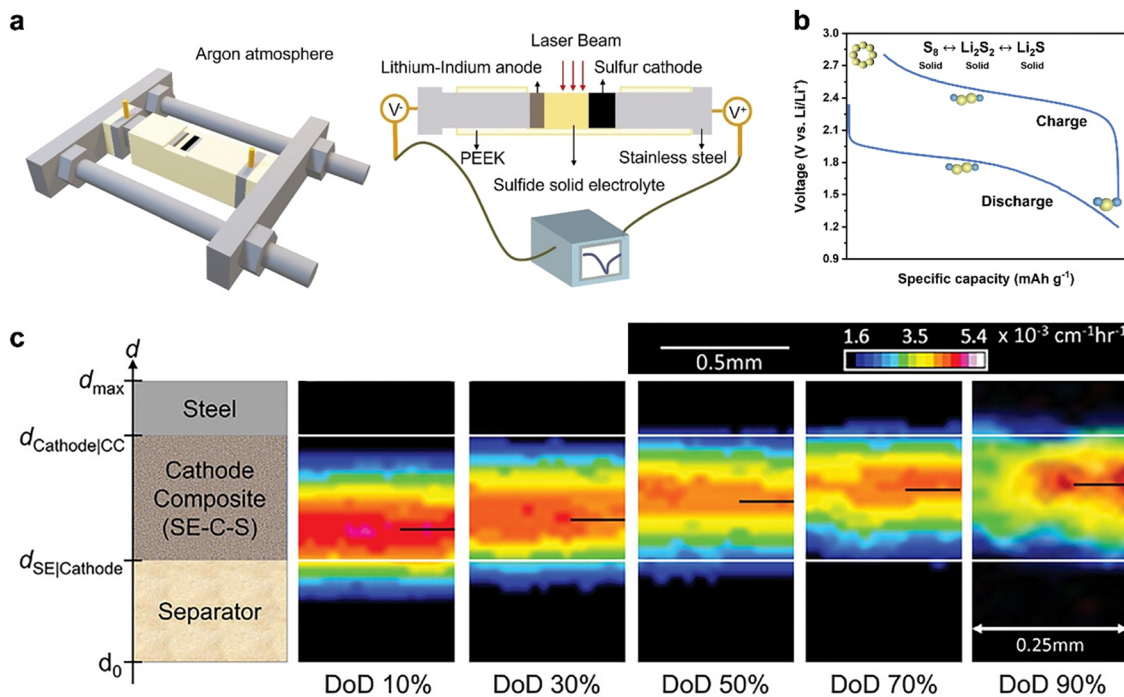 a
Argon atmosphere
Laser Beam
Lithium-Indium anode
Sulfur cathode
V-
V+
PEEK
Stainless steel
Sulfide solid electrolyte
b
3.0
2.7
2.4
2.1
1.8
1.5
1.2
0.9
Voltage (V vs. Li/Li⁺)
S₈ ↔ Li₂S₂ ↔ Li₂S
Solid Solid Solid
Charge
Discharge
Specific capacity (mAh g⁻¹)
c
1.6 3.5 5.4 x 10⁻³ cm⁻¹hr⁻¹
0.5mm
d
d_max
Steel
d_Cathode|CC
Cathode
Composite
(SE-C-S)
d_SE|Cathode
Separator
d₀
0.25mm
DoD 10% DoD 30% DoD 50% DoD 70% DoD 90%